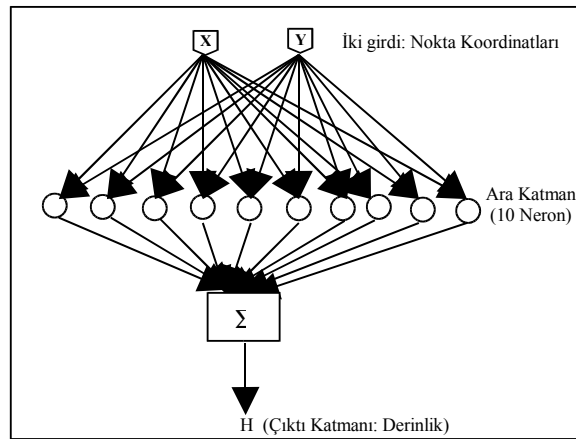 X Y İki girdi: Nokta Koordinatları
Ara Katman
(10 Neron)
Σ
H (Çıktı Katmanı: Derinlik)